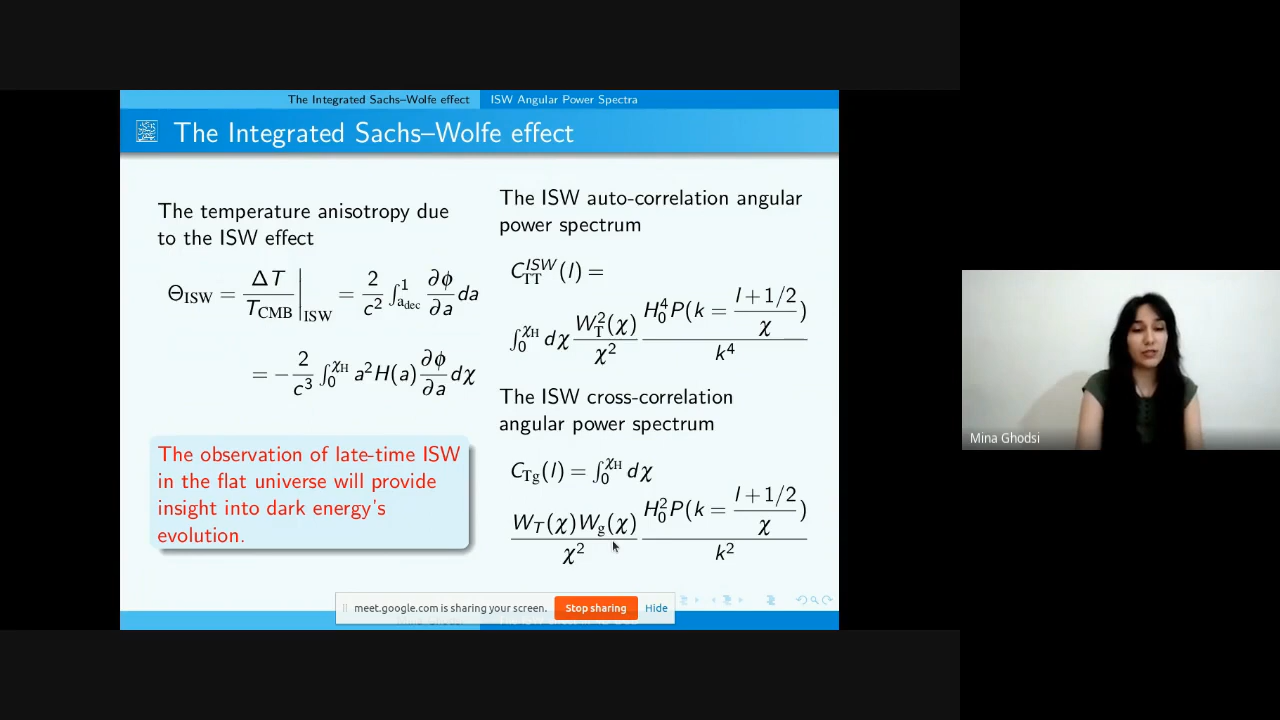 The Integrated Sachs–Wolfe effect
ISW Angular Power Spectra
The Integrated Sachs–Wolfe effect
The temperature anisotropy due
to the ISW effect
Θ_ISW = ΔT/T_CMB |_ISW = 2/c² ∫_{a_dec}^1 ∂ϕ/∂a da
= −2/c³ ∫_0^{χ_H} a²H(a) ∂ϕ/∂a dχ
The observation of late-time ISW
in the flat universe will provide
insight into dark energy's
evolution.
The ISW auto-correlation angular
power spectrum
C_TT^ISW(l) =
∫_0^{χ_H} dχ W_T²(χ)/χ² H_0⁴P(k = l+1/2/χ)/k⁴
The ISW cross-correlation
angular power spectrum
C_Tg(l) = ∫_0^{χ_H} dχ
W_T(χ)W_g(χ)/χ² H_0²P(k = l+1/2/χ)/k²
meet.google.com is sharing your screen.
Stop sharing
Hide
Mina Ghodsi